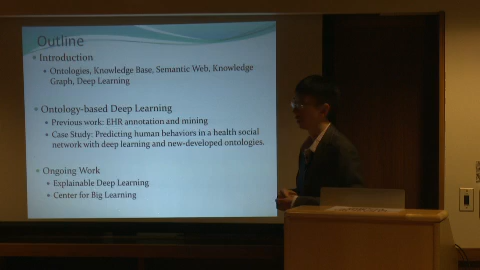 Outline
• Introduction
• Ontologies, Knowledge Base, Semantic Web, Knowledge
Graph, Deep Learning
• Ontology-based Deep Learning
• Previous work: EHR annotation and mining
• Case Study: Predicting human behaviors in a health social
network with deep learning and new-developed ontologies.
• Ongoing Work
• Explainable Deep Learning
• Center for Big Learning